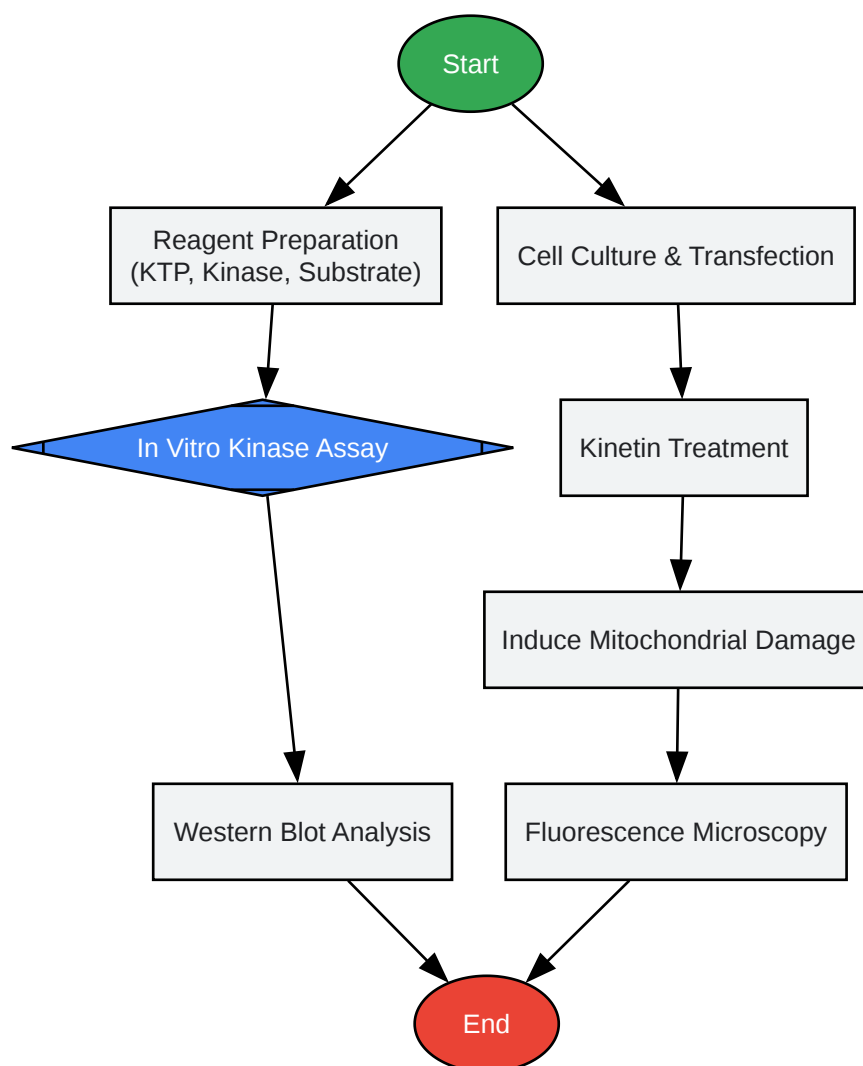 Start
Reagent Preparation
(KTP, Kinase, Substrate)
Cell Culture & Transfection
In Vitro Kinase Assay
Kinetin Treatment
Induce Mitochondrial Damage
Western Blot Analysis
Fluorescence Microscopy
End